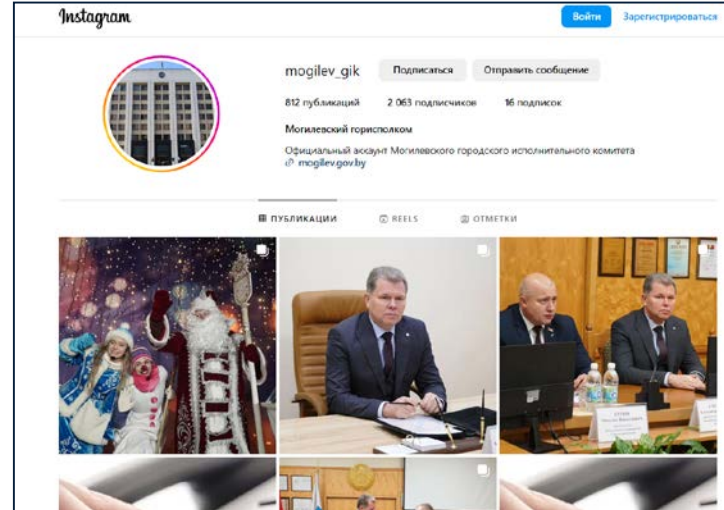 Instagram
Войти Зарегистрироваться
mogilev_gik Подписаться Отправить сообщение
812 публикаций 2 063 подписчиков 16 подписок
Могилевский горисполком
Официальный аккаунт Могилевского городского исполнительного комитета
mogilev.gov.by
ПУБЛИКАЦИИ REELS ОТМЕТКИ